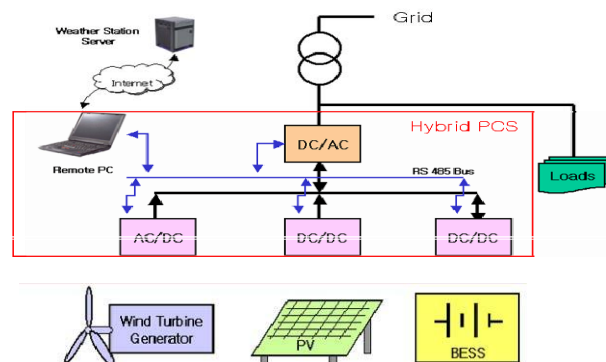 Grid
Weather Station
Server
Internet
Hybrid PCS
DC/AC
Remote PC
RS 485 Bus
Loads
AC/DC
DC/DC
DC/DC
Wind Turbine
Generator
PV
BESS